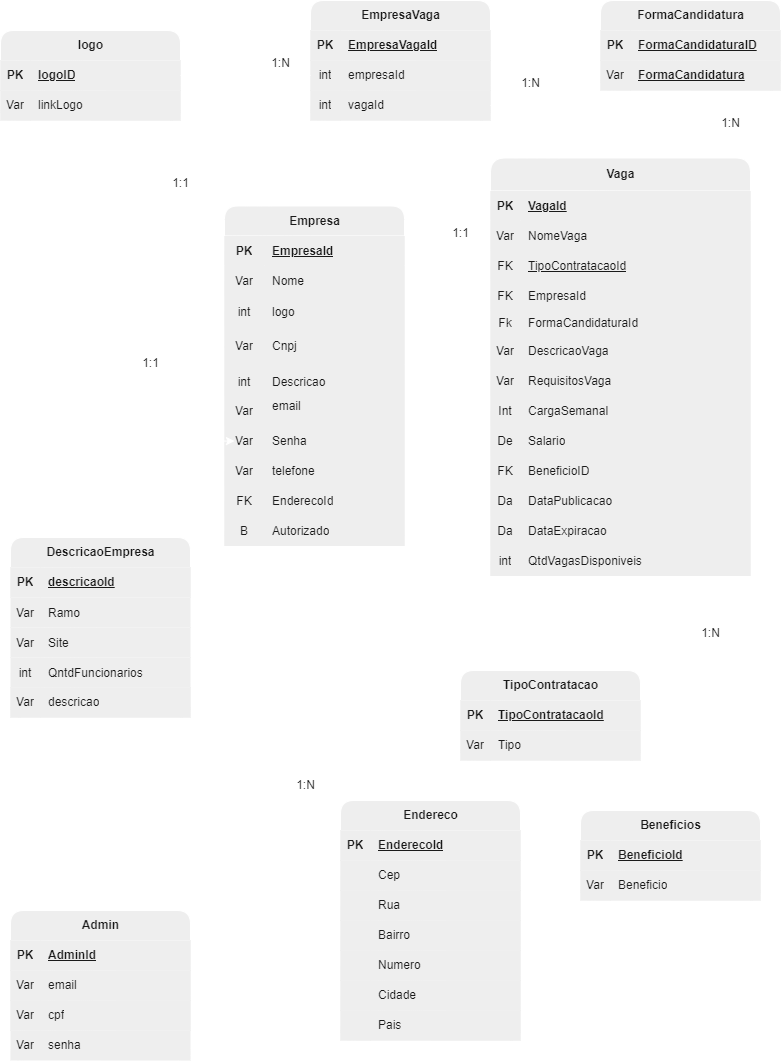 logo
PK logoID
Var linkLogo
EmpresaVaga
PK EmpresaVagaId
int empresaId
int vagaId
FormaCandidatura
PK FormaCandidaturaID
Var FormaCandidatura
1:N
1:N
1:N
1:1
1:1
1:1
Empresa
PK EmpresaId
Var Nome
int logo
Var Cnpj
int Descricao
Var email
Var Senha
Var telefone
FK EnderecoId
B Autorizado
Vaga
PK VagaId
Var NomeVaga
FK TipoContratacaoId
FK EmpresaId
Fk FormaCandidaturaId
Var DescricaoVaga
Var RequisitosVaga
Int CargaSemanal
De Salario
FK BeneficioID
Da DataPublicacao
Da DataExpiracao
int QtdVagasDisponiveis
DescricaoEmpresa
PK descricaoId
Var Ramo
Var Site
int QntdFuncionarios
Var descricao
1:N
TipoContratacao
PK TipoContratacaoId
Var Tipo
1:N
Endereco
PK EnderecoId
Cep
Rua
Bairro
Numero
Cidade
Pais
Beneficios
PK BeneficioId
Var Beneficio
Admin
PK AdminId
Var email
Var cpf
Var senha